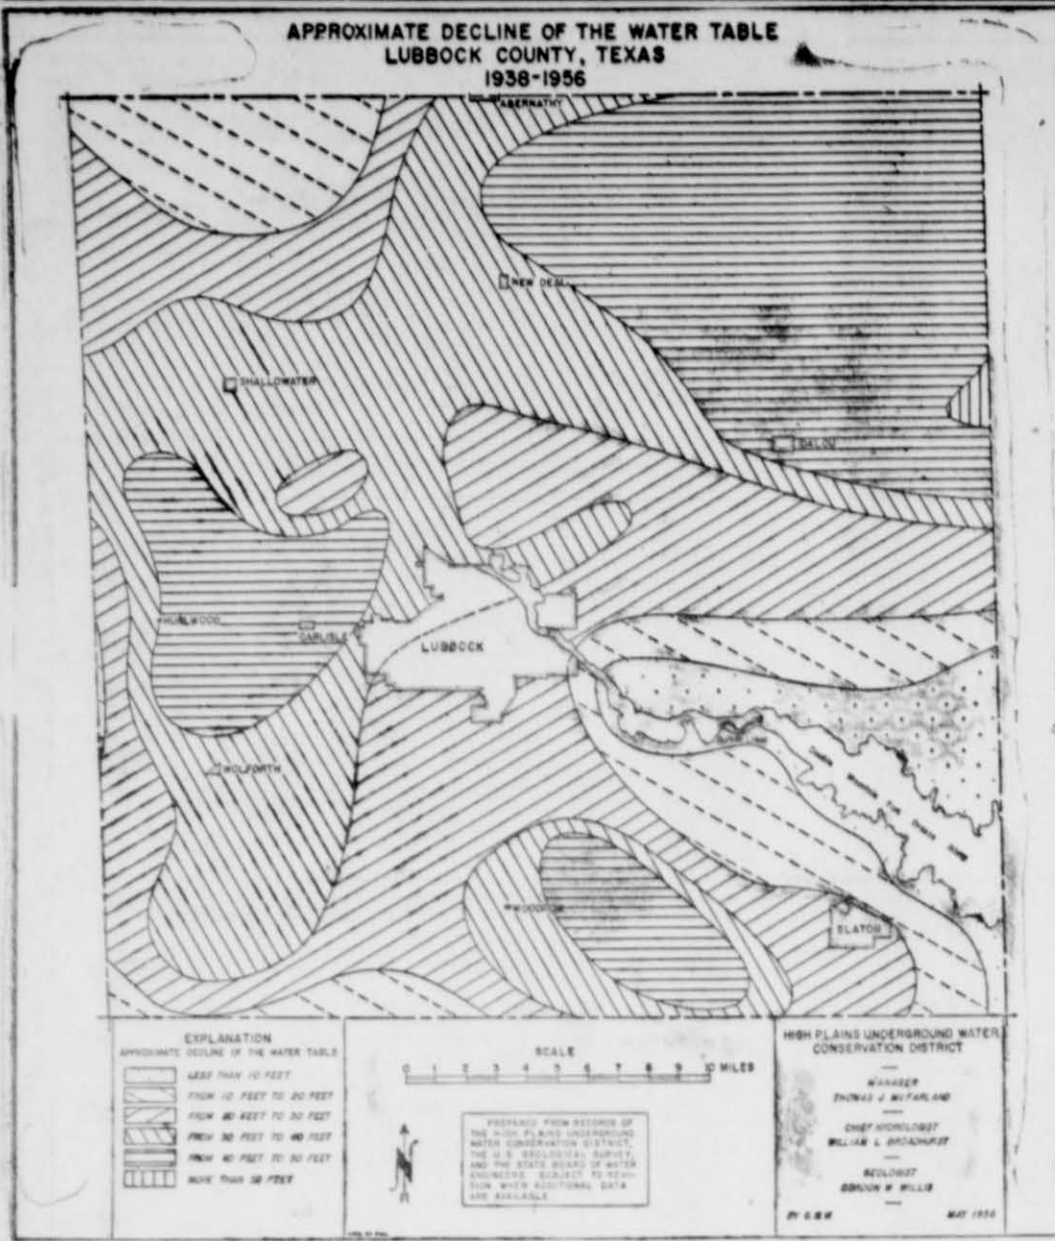 APPROXIMATE DECLINE OF THE WATER TABLE
LUBBOCK COUNTY, TEXAS
1938-1956
ABERNATHY
NEW DEAL
SHALLOWATER
IDALOU
HURLWOOD
CARLISLE
LUBBOCK
WOLFORTH
WOODROW
SLATON
EXPLANATION
APPROXIMATE DECLINE OF THE WATER TABLE
LESS THAN 10 FEET
FROM 10 FEET TO 20 FEET
FROM 20 FEET TO 30 FEET
FROM 30 FEET TO 40 FEET
FROM 40 FEET TO 50 FEET
MORE THAN 50 FEET
SCALE
0 1 2 3 4 5 6 7 8 9 10 MILES
N
PREPARED FROM RECORDS OF
THE HIGH PLAINS UNDERGROUND
WATER CONSERVATION DISTRICT,
THE U.S. GEOLOGICAL SURVEY,
AND THE STATE BOARD OF WATER
ENGINEERS. SUBJECT TO REVI-
SION WHEN ADDITIONAL DATA
ARE AVAILABLE
HIGH PLAINS UNDERGROUND WATER
CONSERVATION DISTRICT
MANAGER
THOMAS J. McFARLAND
CHIEF HYDROLOGIST
WILLIAM L. BROADHURST
GEOLOGIST
GORDON W. WILLIS
BY G.W.W. MAY 1956